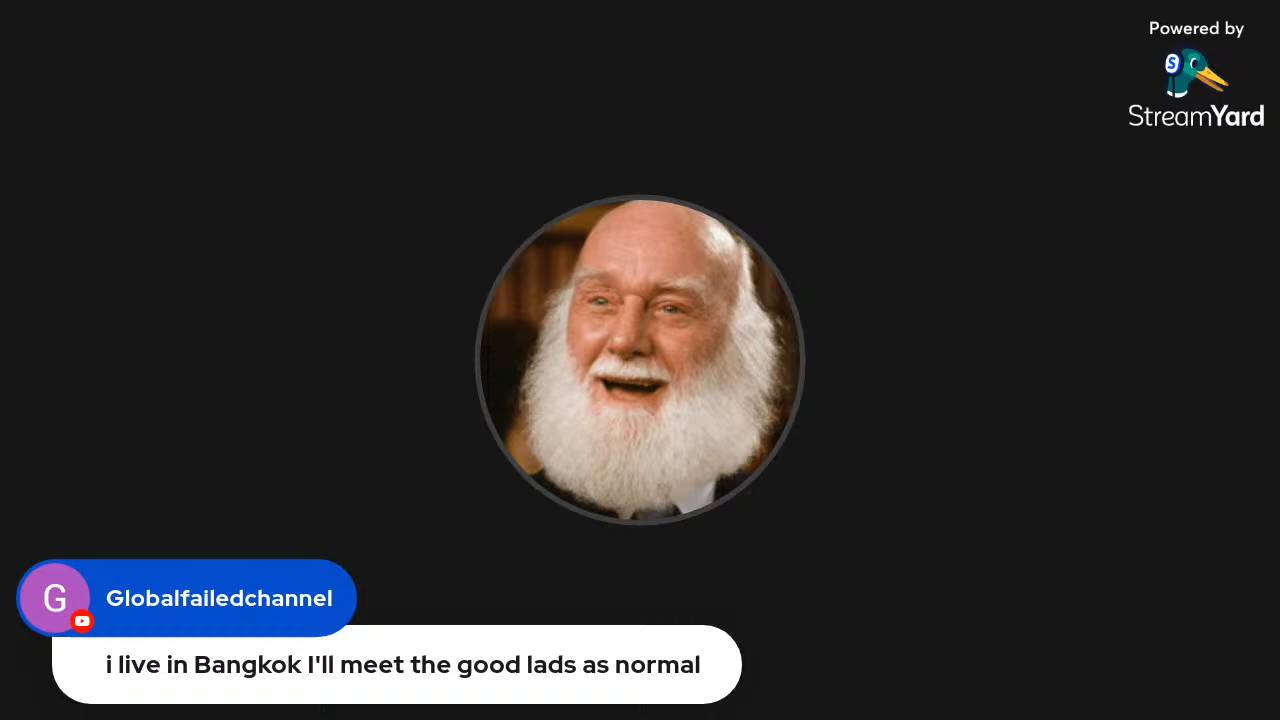 Powered by
S
StreamYard
G
Globalfailedchannel
i live in Bangkok I'll meet the good lads as normal